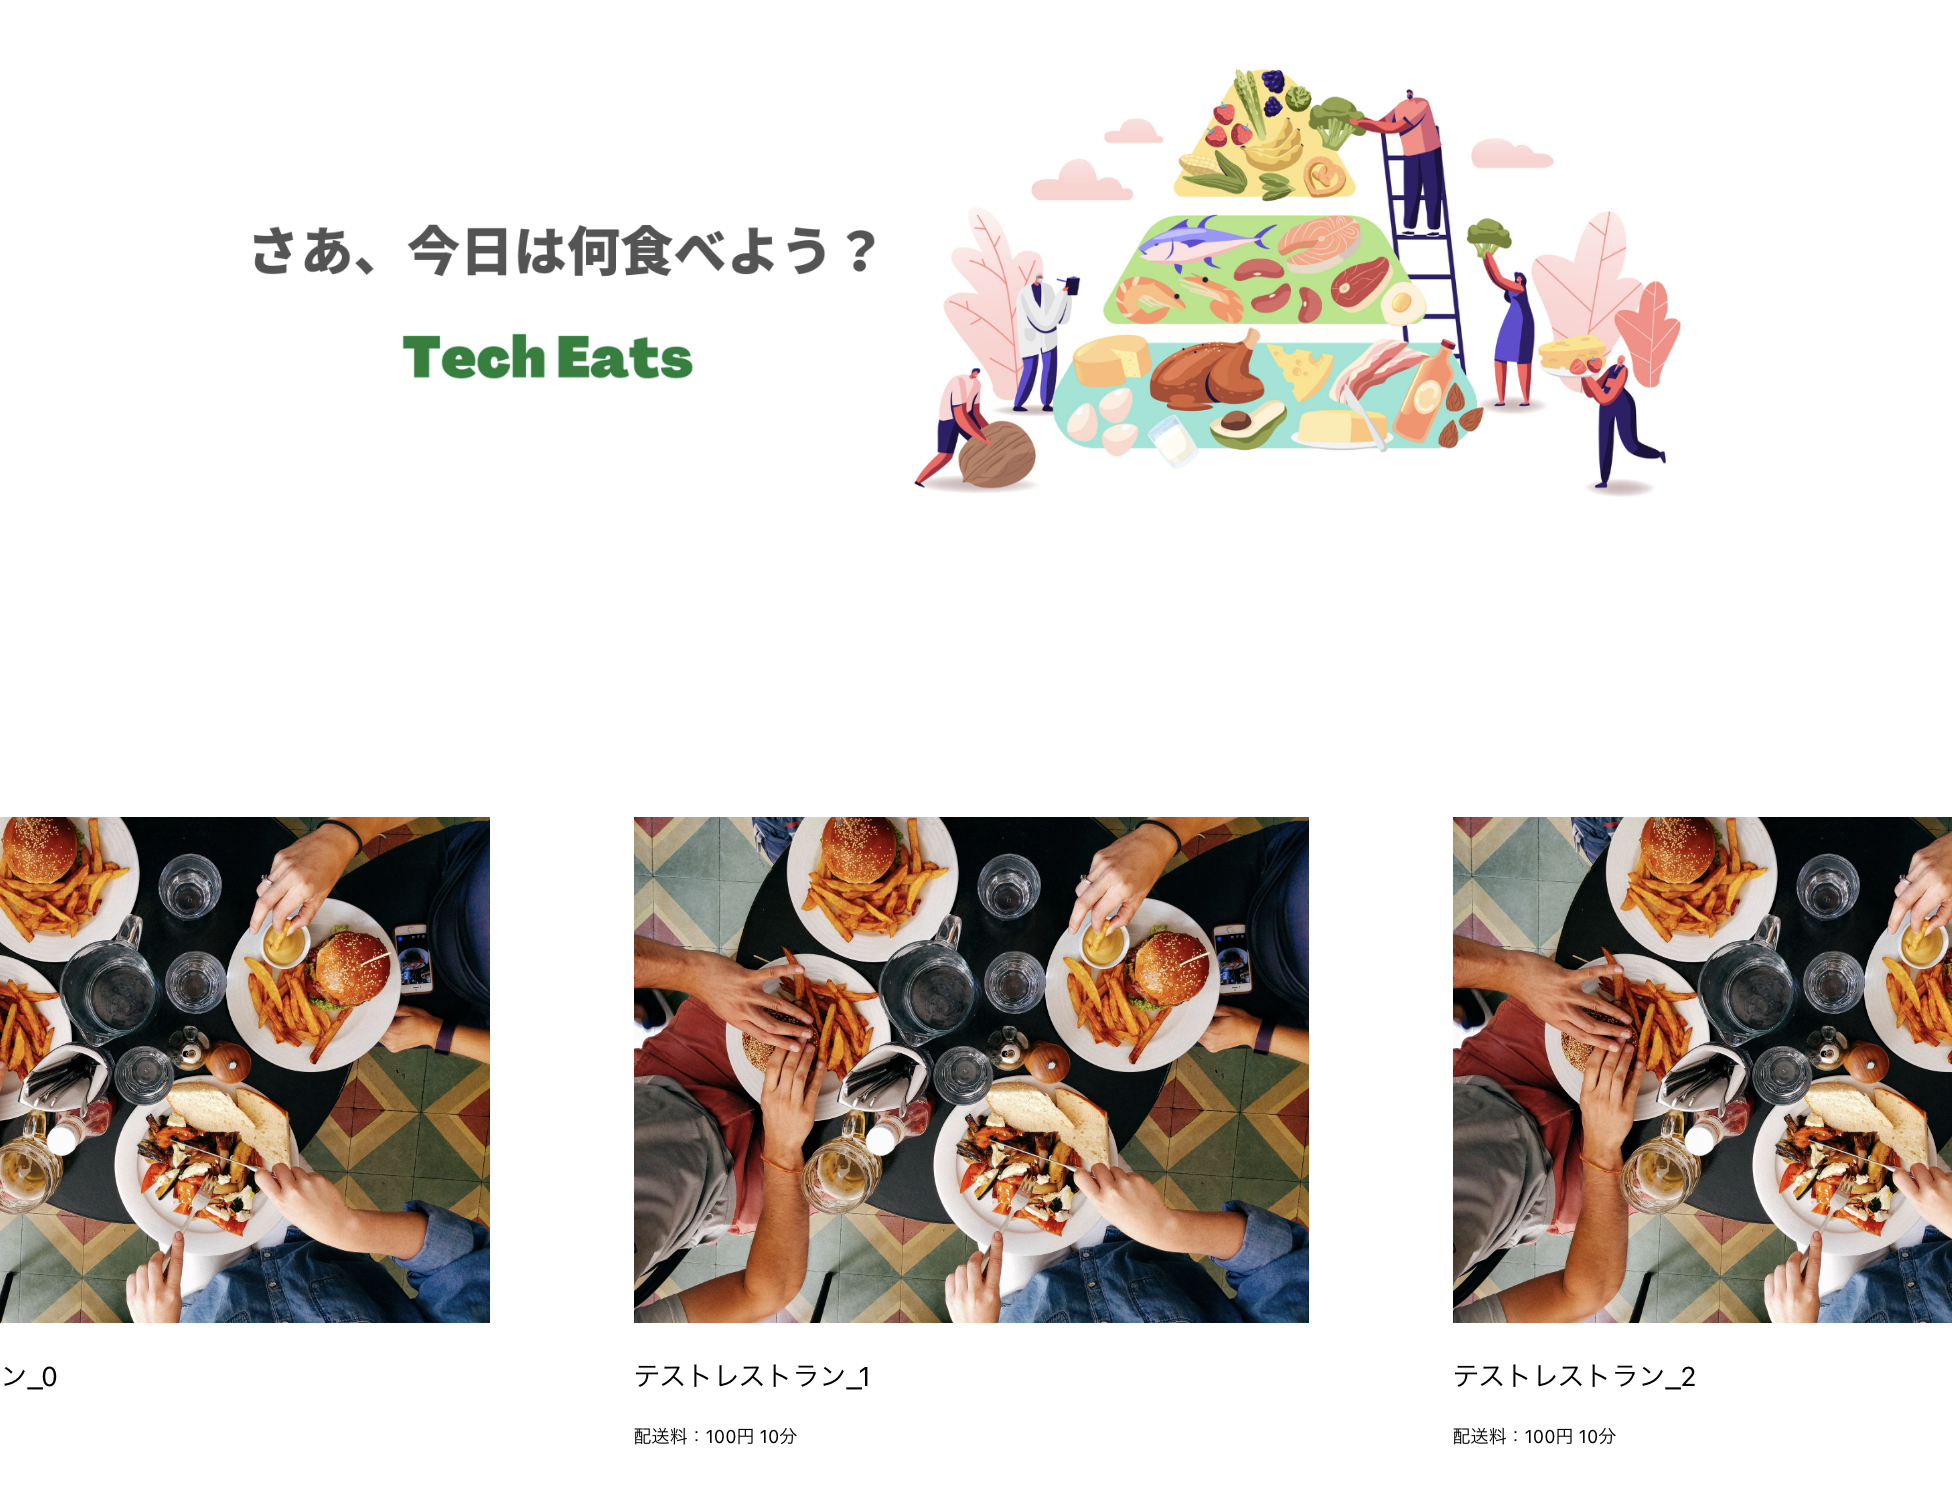 さあ、今日は何食べよう？
Tech Eats
ン_0
テストレストラン_1
テストレストラン_2
配送料：100円 10分
配送料：100円 10分